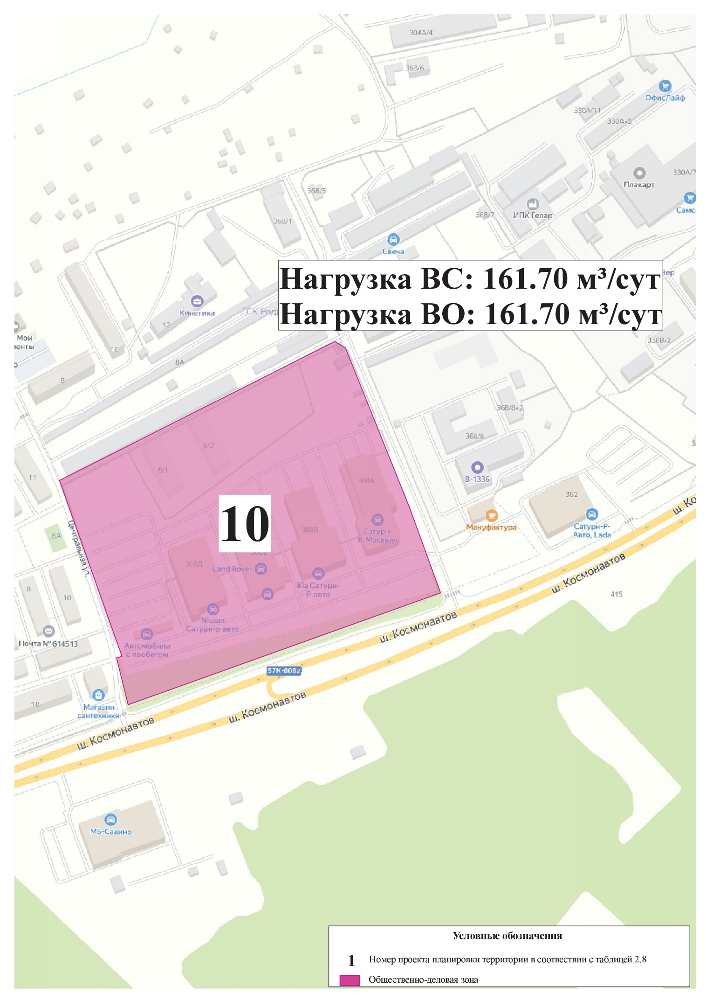 304А/4
368/6
ОфисЛайф
330А/11
330Ак5
Плакарт
330А/7
368/5
Самс
368/1
368/7
ИПК Гелар
Свеча
Нагрузка ВС: 161.70 м³/сут
Нагрузка ВО: 161.70 м³/сут
Кинетика
ГСК Роди
12
Мои
10
330В/2
8А
8
368/8к2
6/2
368/8
6/1
11
В-1336
368А
362
10
Мануфактура
ш. Ко
368В
Сатурн-
Р, Москвич
Сатурн-Р-
Авто, Lada
8А
Центральная ул.
368Д
Land Rover
ш. Космонавтов
8
10
Kia Сатурн-
Р-авто
415
Nissan
Сатурн-р-авто
ш. Космонавтов
Почта № 614513
Автомобили
с пробегом
57К-0082
10
Магазин
сантехники
ш. Космонавтов
ш. Космонавтов
МБ-Савино
Условные обозначения
1 Номер проекта планировки территории в соотвествии с таблицей 2.8
Общественно-деловая зона